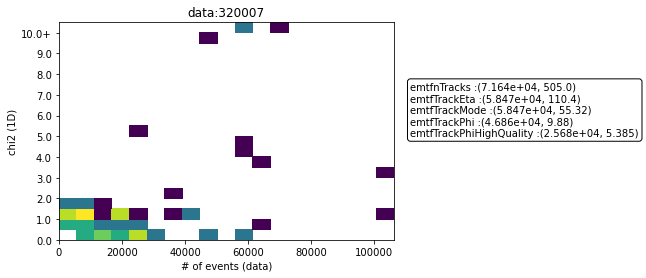 data:320007
10.0+
9.0
8.0
7.0
6.0
5.0
4.0
3.0
2.0
1.0
0.0
chi2 (1D)
0
20000
40000
60000
80000
100000
# of events (data)
emtfnTracks :(7.164e+04, 505.0)
emtfTrackEta :(5.847e+04, 110.4)
emtfTrackMode :(5.847e+04, 55.32)
emtfTrackPhi :(4.686e+04, 9.88)
emtfTrackPhiHighQuality :(2.568e+04, 5.385)